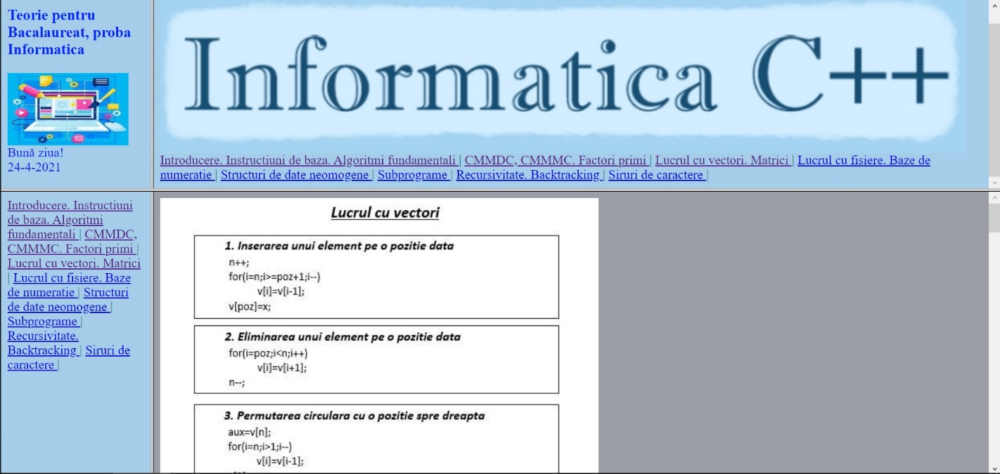 Teorie pentru
Bacalaureat, proba
Informatica
Bună ziua!
24-4-2021
Informatica C++
Introducere. Instructiuni de baza. Algoritmi fundamentali | CMMDC, CMMMC. Factori primi | Lucrul cu vectori. Matrici | Lucrul cu fisiere. Baze de
numeratie | Structuri de date neomogene | Subprograme | Recursivitate. Backtracking | Siruri de caractere |
Introducere. Instructiuni
de baza. Algoritmi
fundamentali | CMMDC,
CMMMC. Factori primi |
Lucrul cu vectori. Matrici
| Lucrul cu fisiere. Baze
de numeratie | Structuri
de date neomogene |
Subprograme |
Recursivitate.
Backtracking | Siruri de
caractere |
Lucrul cu vectori
1. Inserarea unui element pe o pozitie data
n++;
for(i=n;i>=poz+1;i--)
v[i]=v[i-1];
v[poz]=x;
2. Eliminarea unui element pe o pozitie data
for(i=poz;i<n;i++)
v[i]=v[i+1];
n--;
3. Permutarea circulara cu o pozitie spre dreapta
aux=v[n];
for(i=n;i>1;i--)
v[i]=v[i-1];